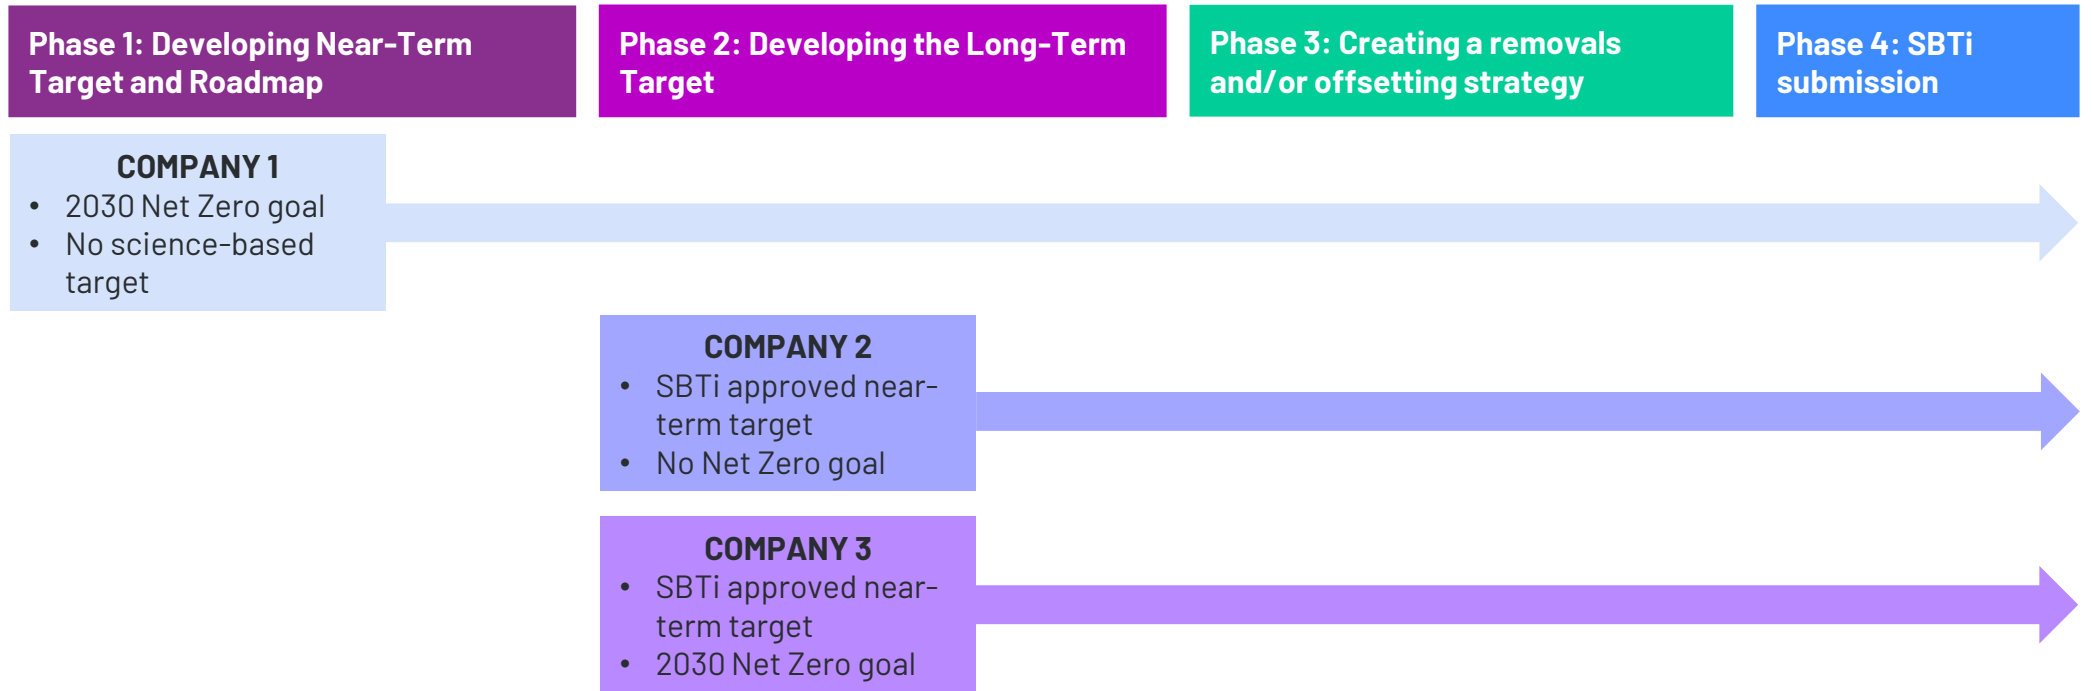 Phase 1: Developing Near-Term
Target and Roadmap
Phase 2: Developing the Long-Term
Target
Phase 3: Creating a removals
and/or offsetting strategy
Phase 4: SBTi
submission
COMPANY 1
• 2030 Net Zero goal
• No science-based
target
COMPANY 2
• SBTi approved near-
term target
• No Net Zero goal
COMPANY 3
• SBTi approved near-
term target
• 2030 Net Zero goal